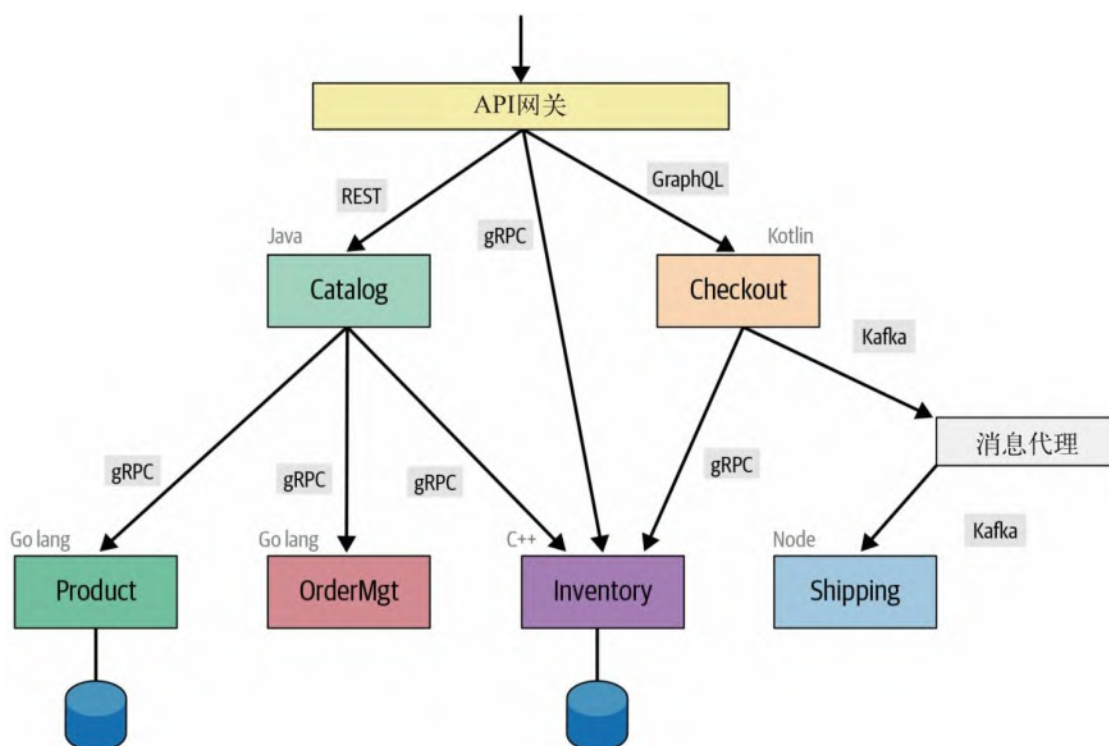 API网关
REST
GraphQL
gRPC
Java
Kotlin
Catalog
Checkout
Kafka
消息代理
gRPC
gRPC
gRPC
gRPC
Go lang
Go lang
C++
Node
Kafka
Product
OrderMgt
Inventory
Shipping